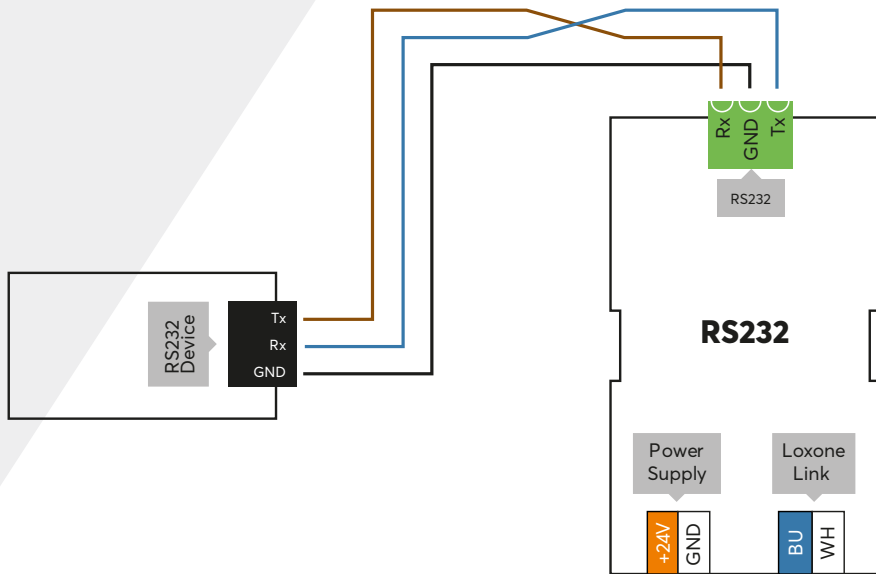 Rx
GND
Tx
RS232
RS232
Device
Tx
Rx
GND
RS232
Power
Supply
Loxone
Link
+24V
GND
BU
WH